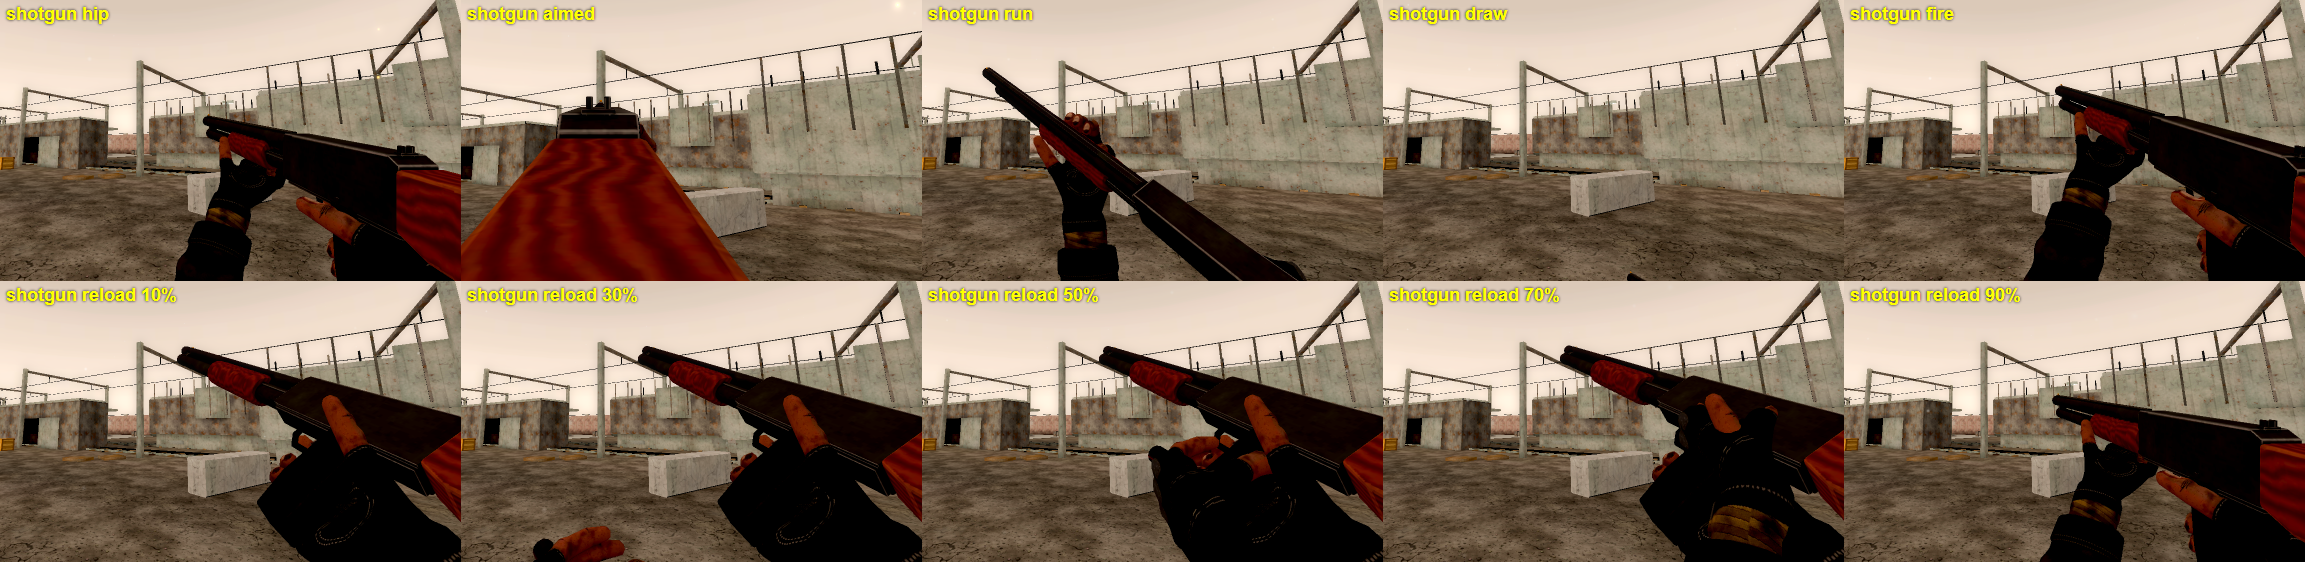 shotgun hip
shotgun aimed
shotgun run
shotgun draw
shotgun fire
shotgun reload 10%
shotgun reload 30%
shotgun reload 50%
shotgun reload 70%
shotgun reload 90%